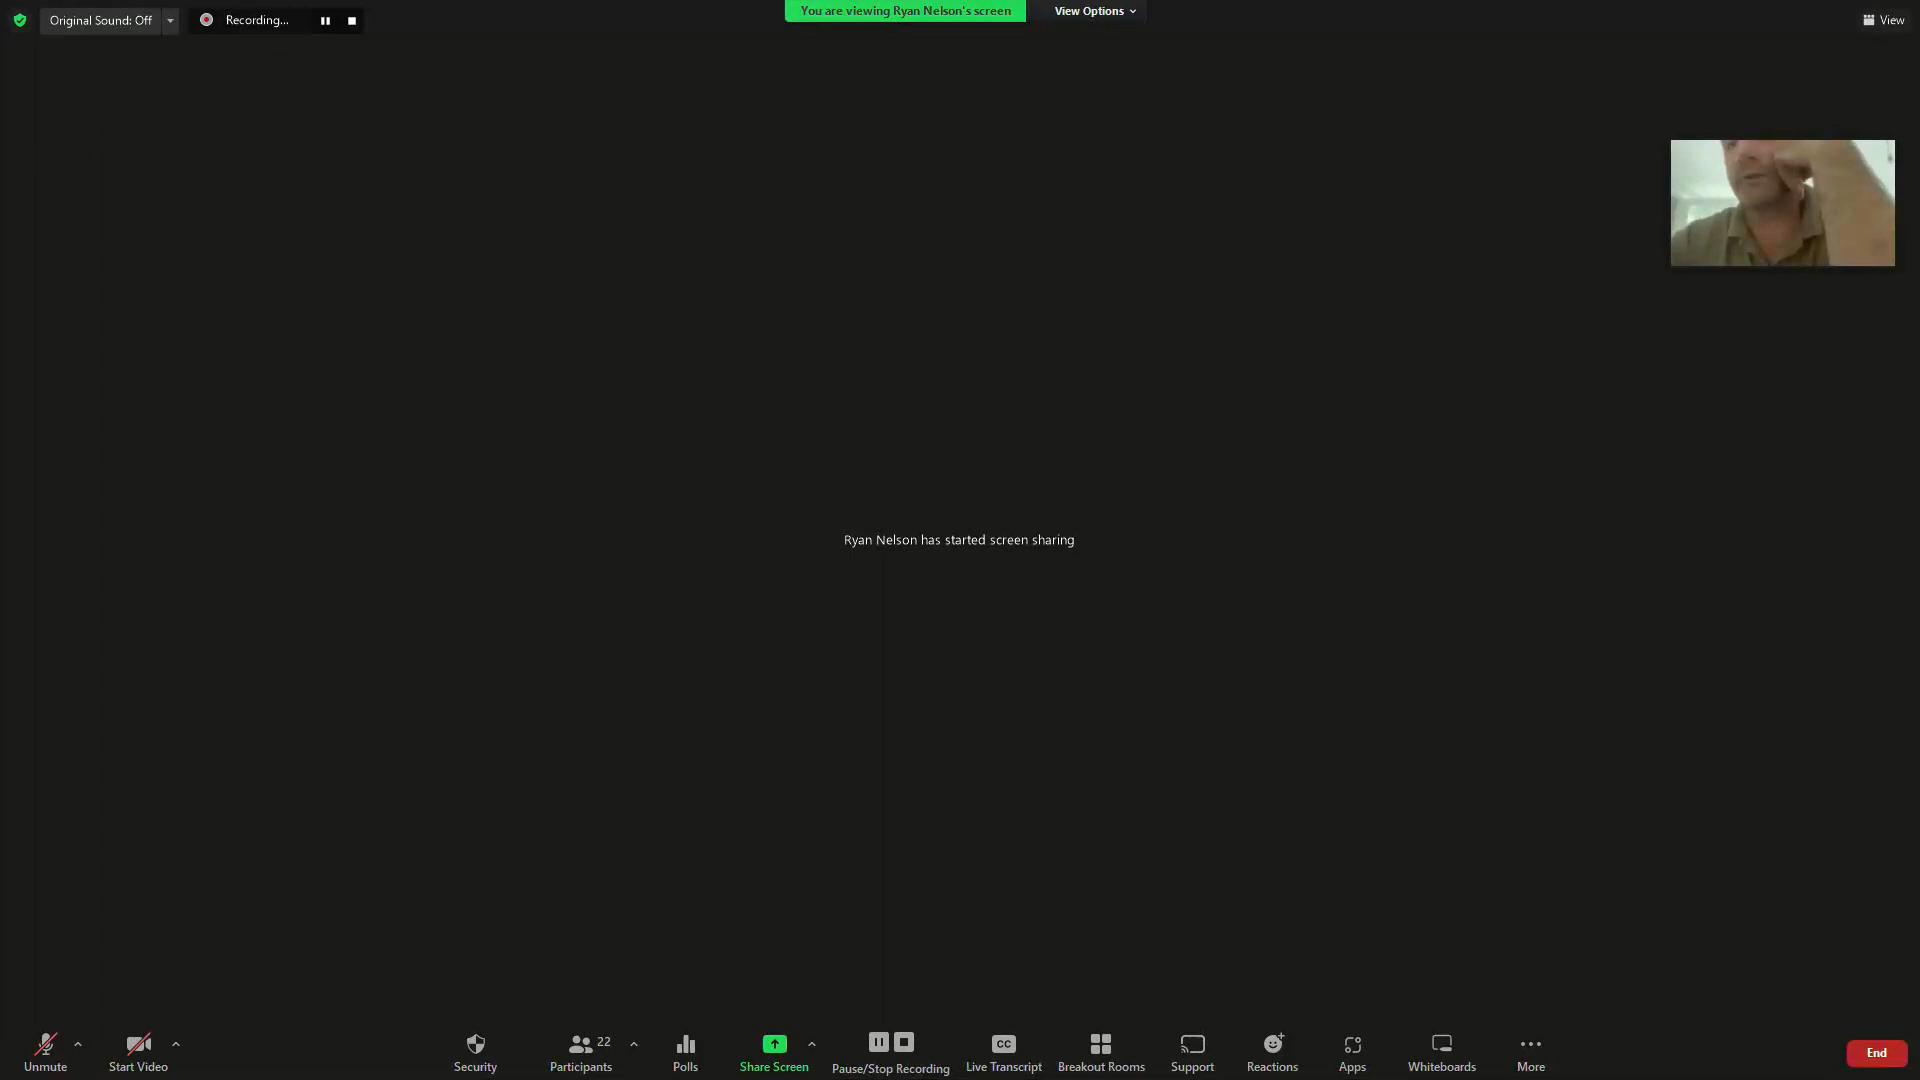 Original Sound: Off
Recording...
You are viewing Ryan Nelson's screen
View Options
View
Ryan Nelson has started screen sharing
Unmute
Start Video
Security
Participants
22
Polls
Share Screen
Pause/Stop Recording
CC
Live Transcript
Breakout Rooms
Support
Reactions
Apps
Whiteboards
More
End